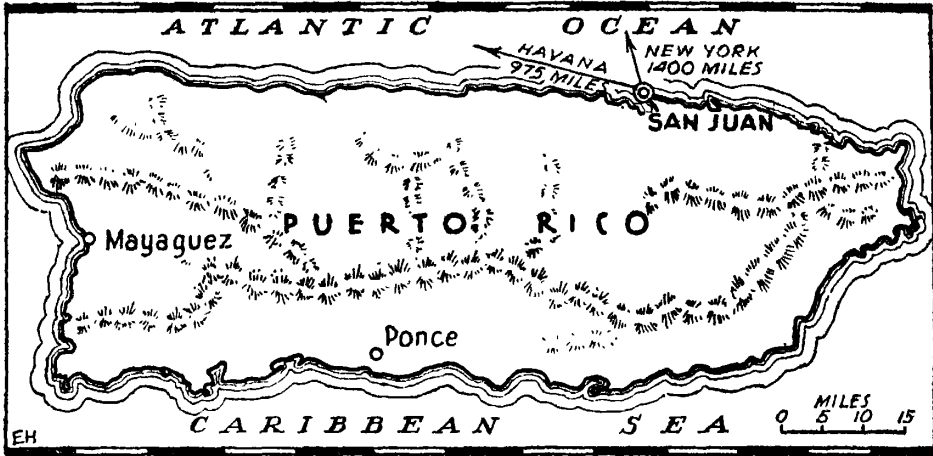 ATLANTIC OCEAN
HAVANA
975 MILE
NEW YORK
1400 MILES
SAN JUAN
PUERTO RICO
Mayaguez
Ponce
CARIBBEAN SEA
MILES
0 5 10 15
EH